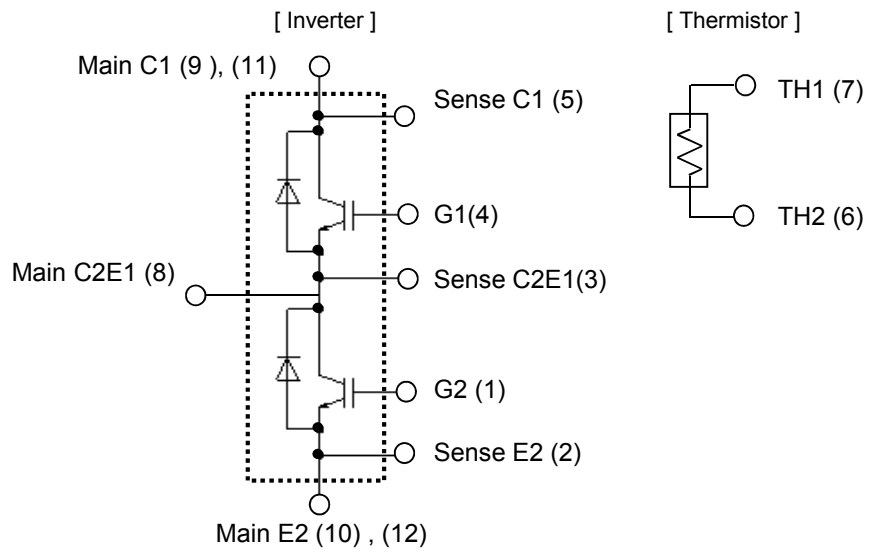 [ Inverter ]
[ Thermistor ]
Main C1 (9 ), (11)
Sense C1 (5)
TH1 (7)
G1(4)
TH2 (6)
Main C2E1 (8)
Sense C2E1(3)
G2 (1)
Sense E2 (2)
Main E2 (10) , (12)